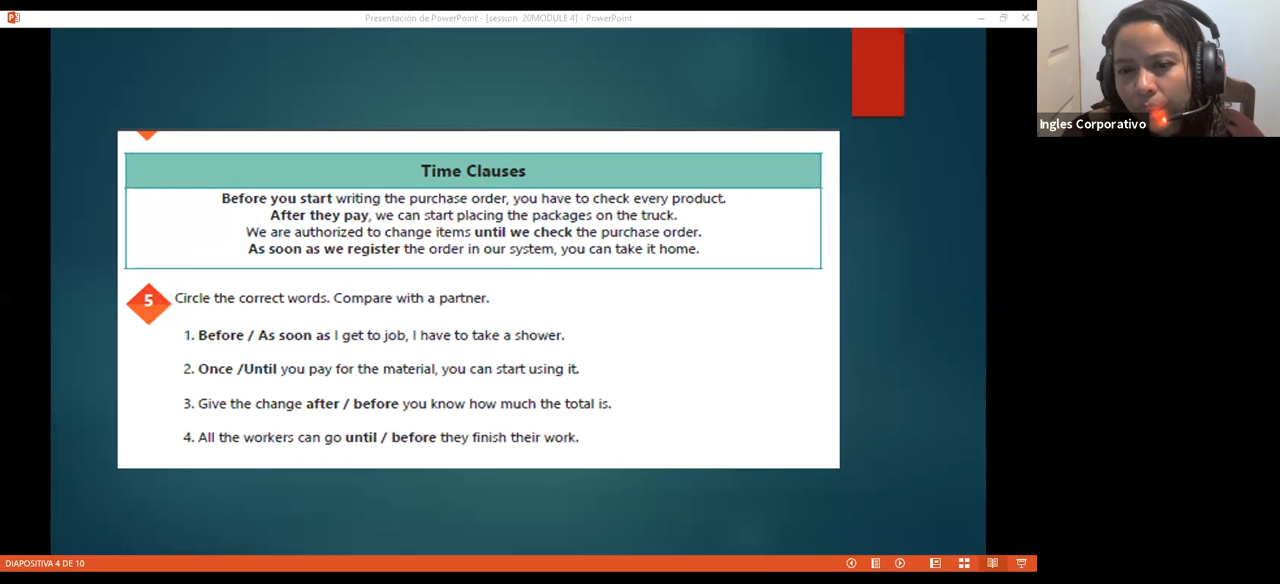 Presentación de PowerPoint - [session 20MODULE 4] - PowerPoint
Ingles Corporativo
Time Clauses
Before you start writing the purchase order, you have to check every product.
After they pay, we can start placing the packages on the truck.
We are authorized to change items until we check the purchase order.
As soon as we register the order in our system, you can take it home.
5 Circle the correct words. Compare with a partner.
1. Before / As soon as I get to job, I have to take a shower.
2. Once /Until you pay for the material, you can start using it.
3. Give the change after / before you know how much the total is.
4. All the workers can go until / before they finish their work.
DIAPOSITIVA 4 DE 10